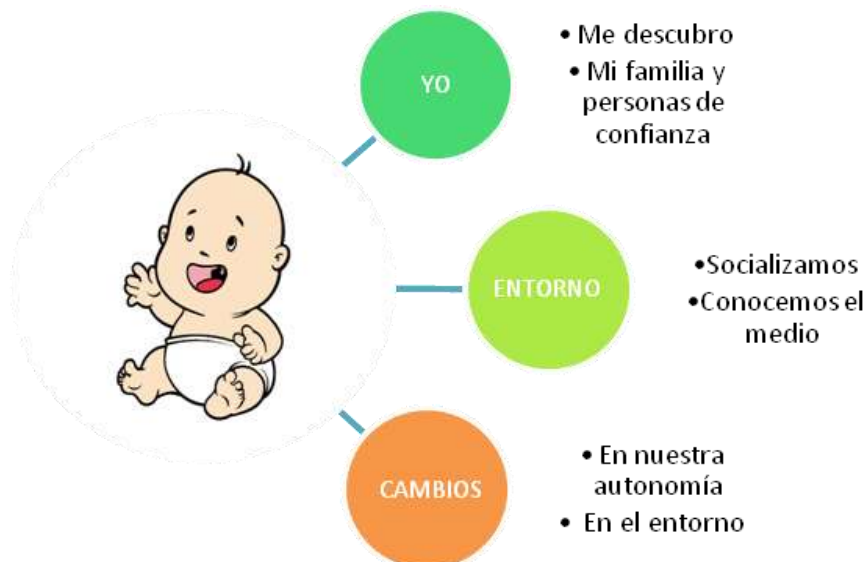 YO
• Me descubro
• Mi familia y
personas de
confianza
ENTORNO
•Socializamos
•Conocemos el
medio
CAMBIOS
• En nuestra
autonomía
• En el entorno